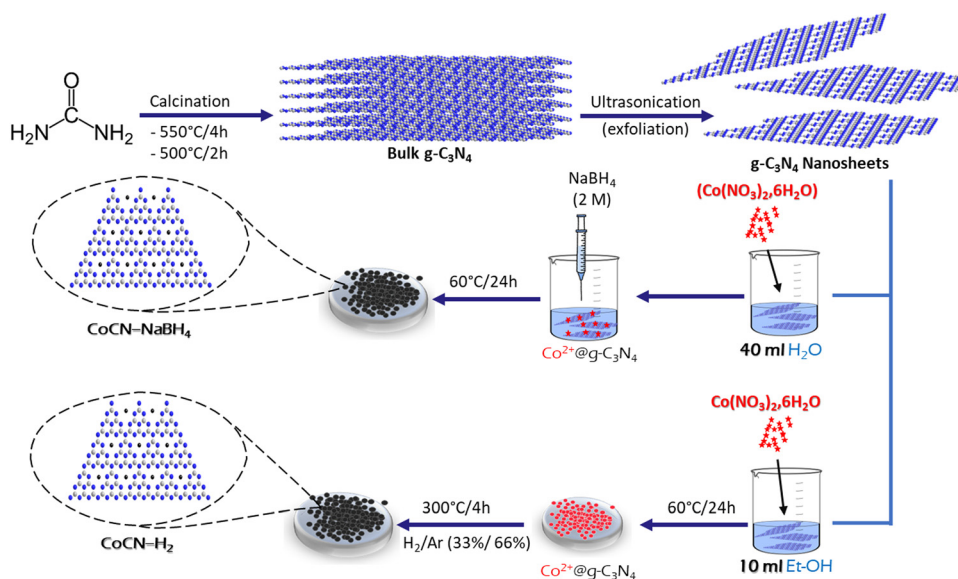 O
H₂N
NH₂
Calcination
- 550°C/4h
- 500°C/2h
Bulk g-C₃N₄
Ultrasonication
(exfoliation)
g-C₃N₄ Nanosheets
NaBH₄
(2 M)
(Co(NO₃)₂,6H₂O)
60°C/24h
CoCN–NaBH₄
Co²⁺@g-C₃N₄
40 ml H₂O
Co(NO₃)₂,6H₂O
300°C/4h
H₂/Ar (33%/ 66%)
60°C/24h
CoCN–H₂
Co²⁺@g-C₃N₄
10 ml Et-OH